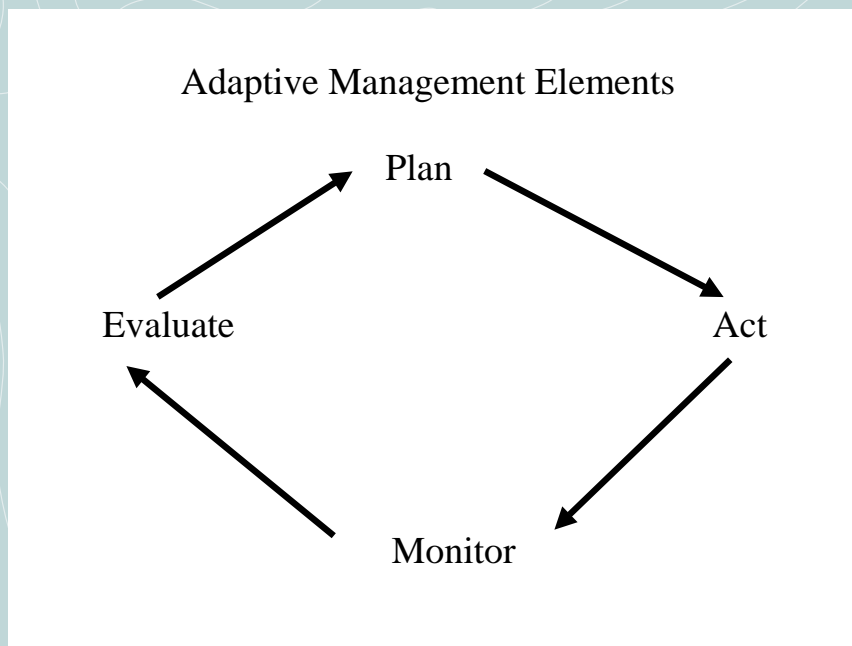 Adaptive Management Elements
Plan
Evaluate
Act
Monitor